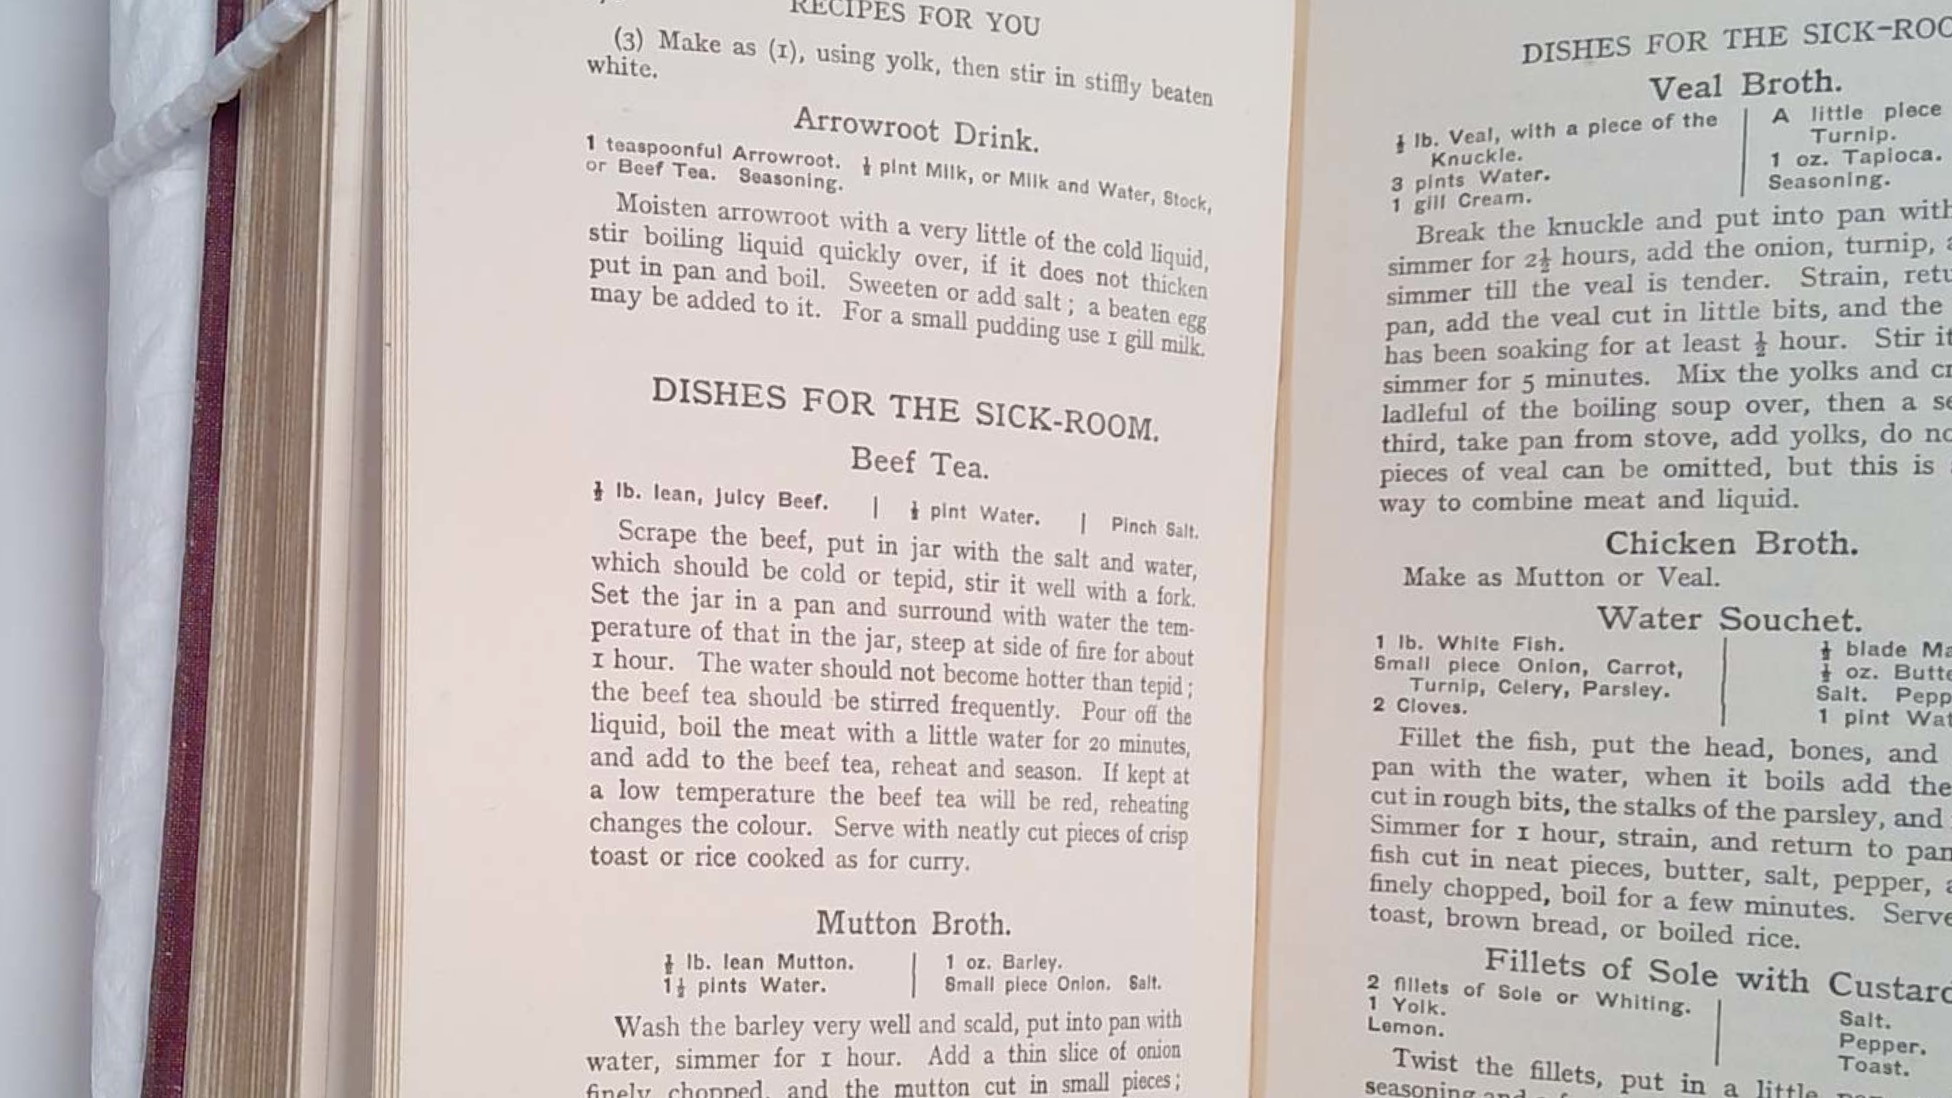 RECIPES FOR YOU
(3) Make as (1), using yolk, then stir in stiffly beaten
white.
Arrowroot Drink.
1 teaspoonful Arrowroot. ½ pint Milk, or Milk and Water, Stock,
or Beef Tea. Seasoning.
Moisten arrowroot with a very little of the cold liquid,
stir boiling liquid quickly over, if it does not thicken
put in pan and boil. Sweeten or add salt; a beaten egg
may be added to it. For a small pudding use 1 gill milk.
DISHES FOR THE SICK-ROOM.
Beef Tea.
½ lb. lean, juicy Beef. | ½ pint Water. | Pinch Salt.
Scrape the beef, put in jar with the salt and water,
which should be cold or tepid, stir it well with a fork.
Set the jar in a pan and surround with water the tem-
perature of that in the jar, steep at side of fire for about
1 hour. The water should not become hotter than tepid;
the beef tea should be stirred frequently. Pour off the
liquid, boil the meat with a little water for 20 minutes,
and add to the beef tea, reheat and season. If kept at
a low temperature the beef tea will be red, reheating
changes the colour. Serve with neatly cut pieces of crisp
toast or rice cooked as for curry.
Mutton Broth.
½ lb. lean Mutton.
1½ pints Water.
1 oz. Barley.
Small piece Onion. Salt.
Wash the barley very well and scald, put into pan with
water, simmer for 1 hour. Add a thin slice of onion
finely chopped, and the mutton cut in small pieces;
DISHES FOR THE SICK-ROO
Veal Broth.
lb. Veal, with a piece of the
Knuckle.
3 pints Water.
1 gill Cream.
A little piece
Turnip.
1 oz. Tapioca.
Seasoning.
Break the knuckle and put into pan with
simmer for 2½ hours, add the onion, turnip,
simmer till the veal is tender. Strain, retu
pan, add the veal cut in little bits, and the
has been soaking for at least ½ hour. Stir it
simmer for 5 minutes. Mix the yolks and cr
ladleful of the boiling soup over, then a se
third, take pan from stove, add yolks, do no
pieces of veal can be omitted, but this is
way to combine meat and liquid.
Chicken Broth.
Make as Mutton or Veal.
Water Souchet.
1 lb. White Fish.
Small piece Onion, Carrot,
Turnip, Celery, Parsley.
2 Cloves.
½ blade Ma
½ oz. Butte
Salt. Pepp
1 pint Wat
Fillet the fish, put the head, bones, and
pan with the water, when it boils add the
cut in rough bits, the stalks of the parsley, and
Simmer for 1 hour, strain, and return to pan
fish cut in neat pieces, butter, salt, pepper,
finely chopped, boil for a few minutes. Serve
toast, brown bread, or boiled rice.
Fillets of Sole with Custard
2 fillets of Sole or Whiting.
1 Yolk.
Lemon.
Salt.
Pepper.
Toast.
Twist the fillets, put in a little
seasoning